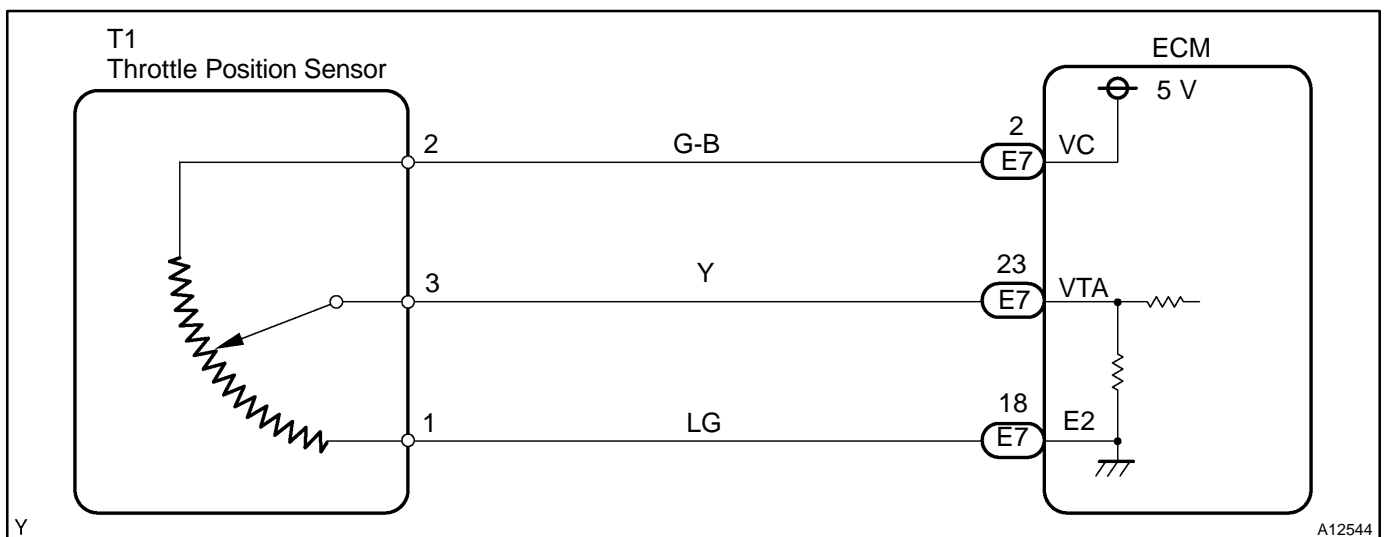 T1
Throttle Position Sensor
ECM
5 V
2
G-B
2
E7
VC
3
Y
23
E7
VTA
1
LG
18
E7
E2
Y
A12544